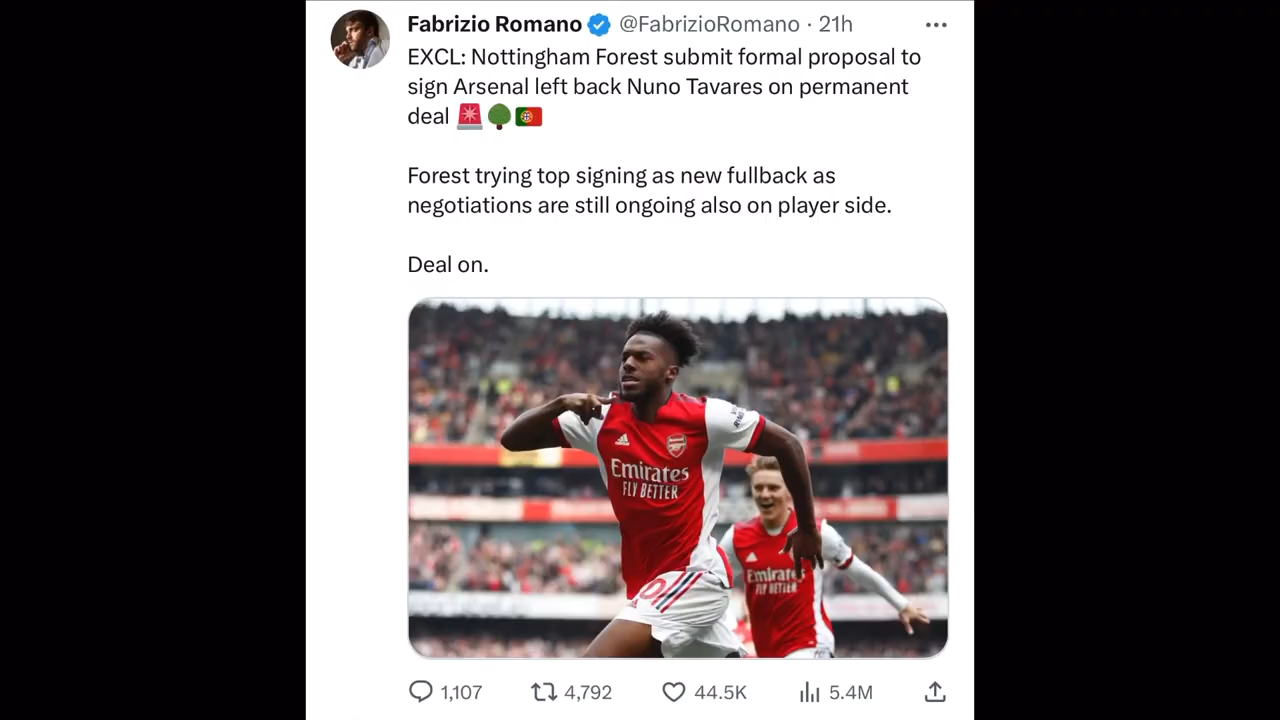 Fabrizio Romano @FabrizioRomano · 21h
EXCL: Nottingham Forest submit formal proposal to
sign Arsenal left back Nuno Tavares on permanent
deal 🚨🌳🇵🇹
Forest trying top signing as new fullback as
negotiations are still ongoing also on player side.
Deal on.
Emirates
FLY BETTER
Emirates
FLY BETTER
1,107 4,792 44.5K 5.4M